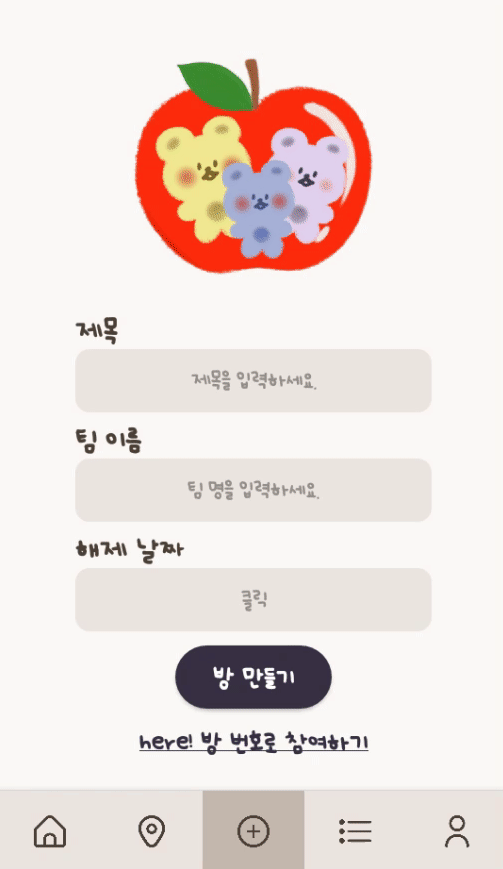 제목
제목을 입력하세요.
팀 이름
팀 명을 입력하세요.
해제 날짜
클릭
방 만들기
here! 방 번호로 참여하기